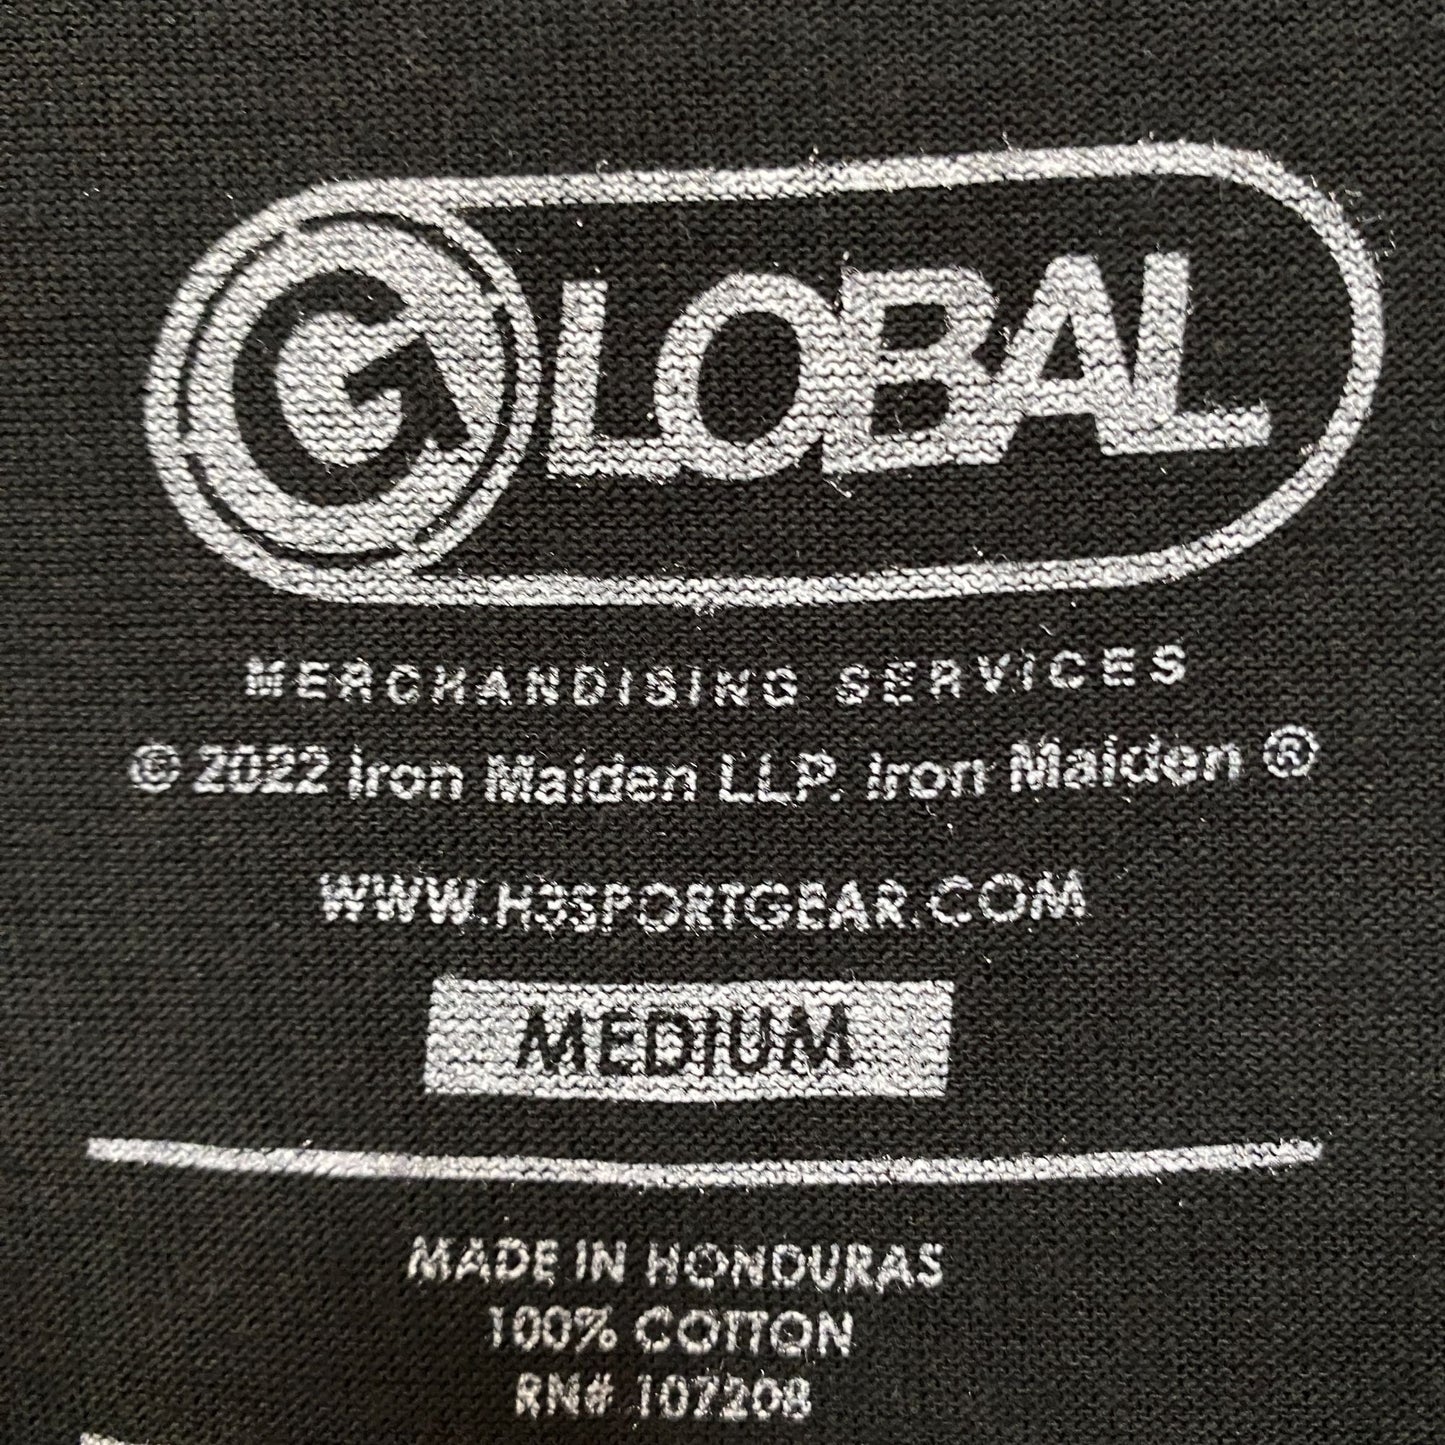 GLOBAL
MERCHANDISING SERVICES
© 2022 Iron Maiden LLP. Iron Maiden ®
WWW.H3SPORTGEAR.COM
MEDIUM
MADE IN HONDURAS
100% COTTON
RN# 107208